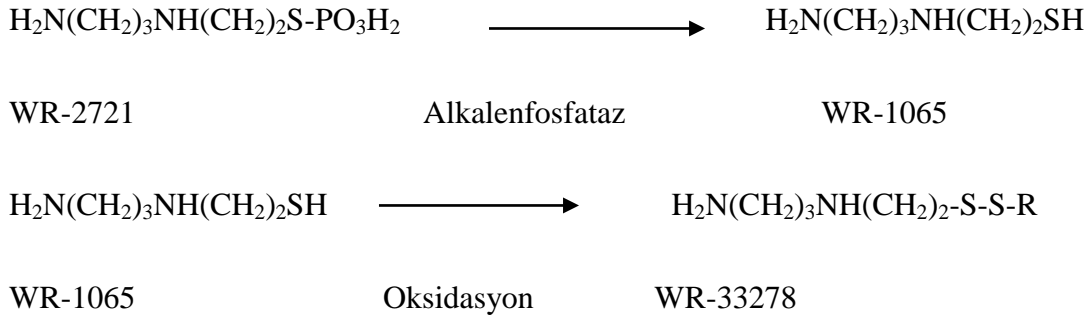 H₂N(CH₂)₃NH(CH₂)₂S-PO₃H₂ H₂N(CH₂)₃NH(CH₂)₂SH
WR-2721 Alkalenfosfataz WR-1065
H₂N(CH₂)₃NH(CH₂)₂SH H₂N(CH₂)₃NH(CH₂)₂-S-S-R
WR-1065 Oksidasyon WR-33278